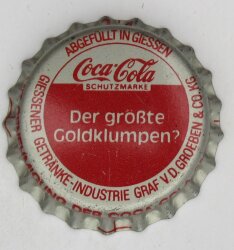 ABGEFÜLLT IN GIESSEN
Coca-Cola
SCHUTZMARKE
Der größte
Goldklumpen?
GIESSENER GETRÄNKE-INDUSTRIE GRAF V.D. GROEBEN & CO. KG